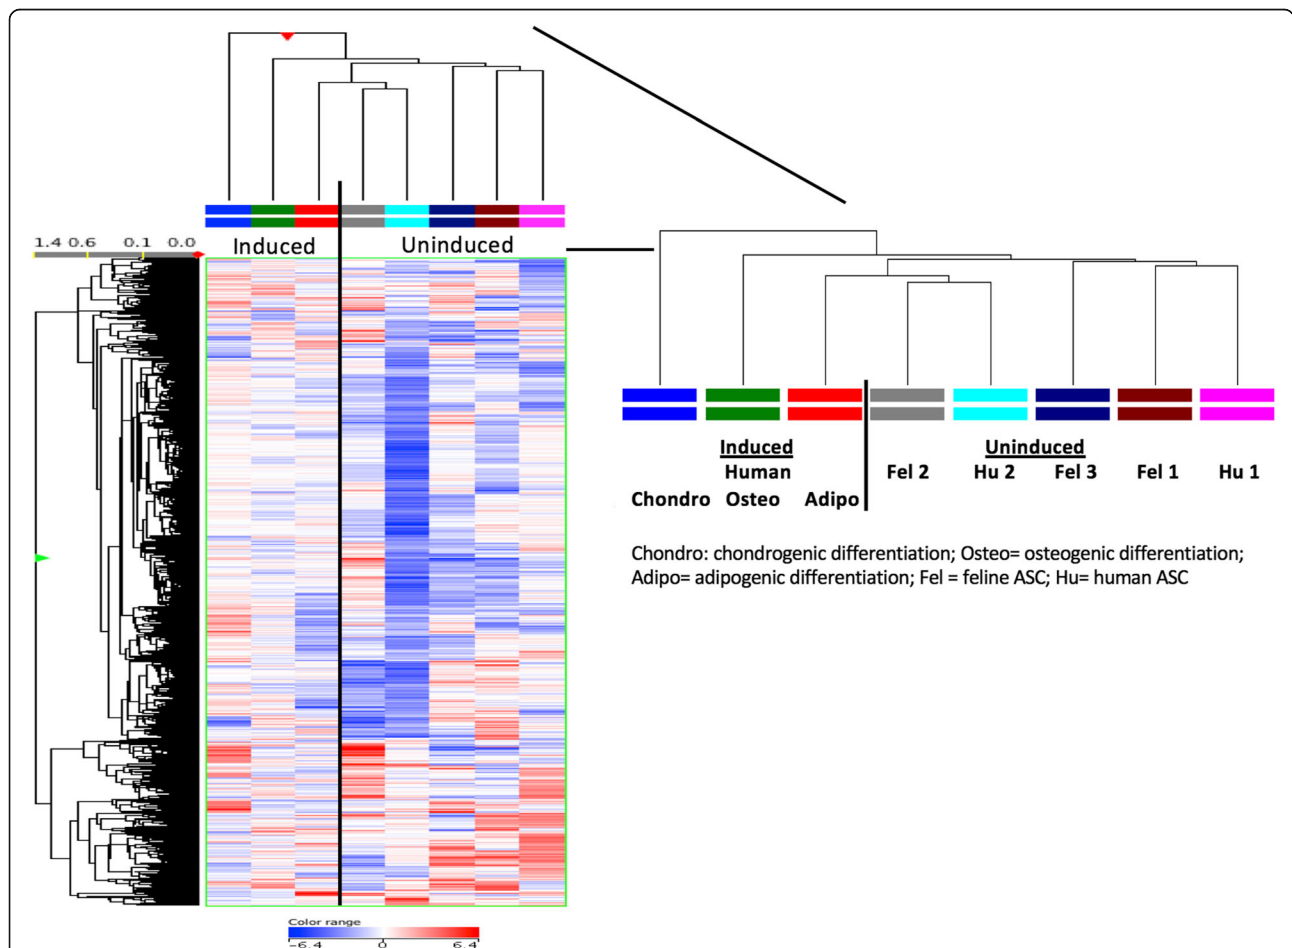 Induced Uninduced
1.4 0.6 0.1 0.0
Color range
-6.4 0 6.4
Induced Uninduced
Human Fel 2 Hu 2 Fel 3 Fel 1 Hu 1
Chondro Osteo Adipo
Chondro: chondrogenic differentiation; Osteo= osteogenic differentiation;
Adipo= adipogenic differentiation; Fel = feline ASC; Hu= human ASC